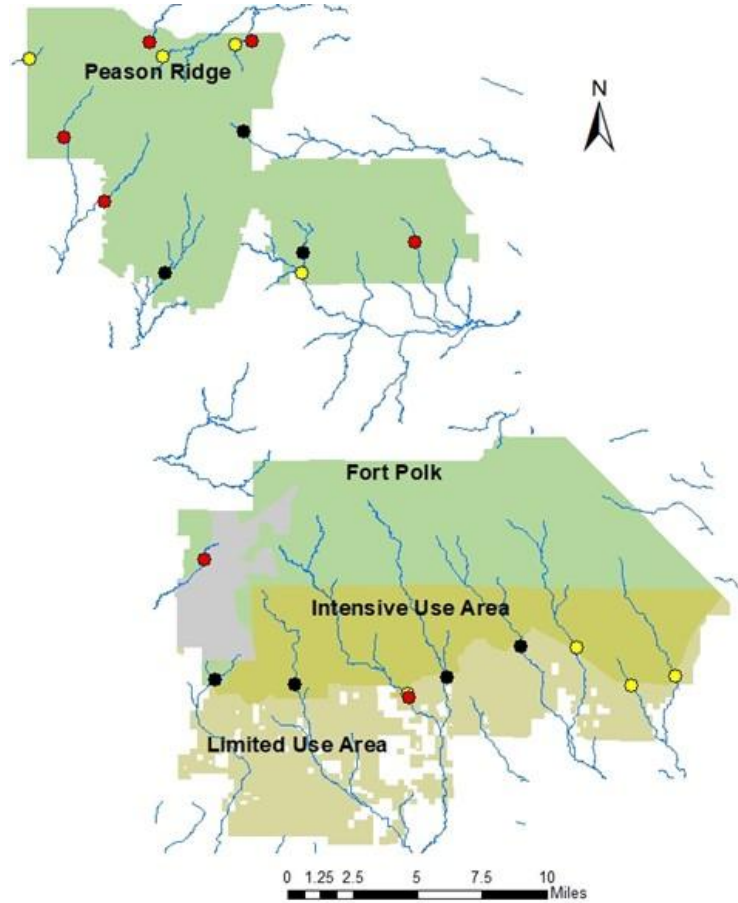 Peason Ridge
N
Fort Polk
Intensive Use Area
LImited Use Area
0 1.25 2.5 5 7.5 10
Miles